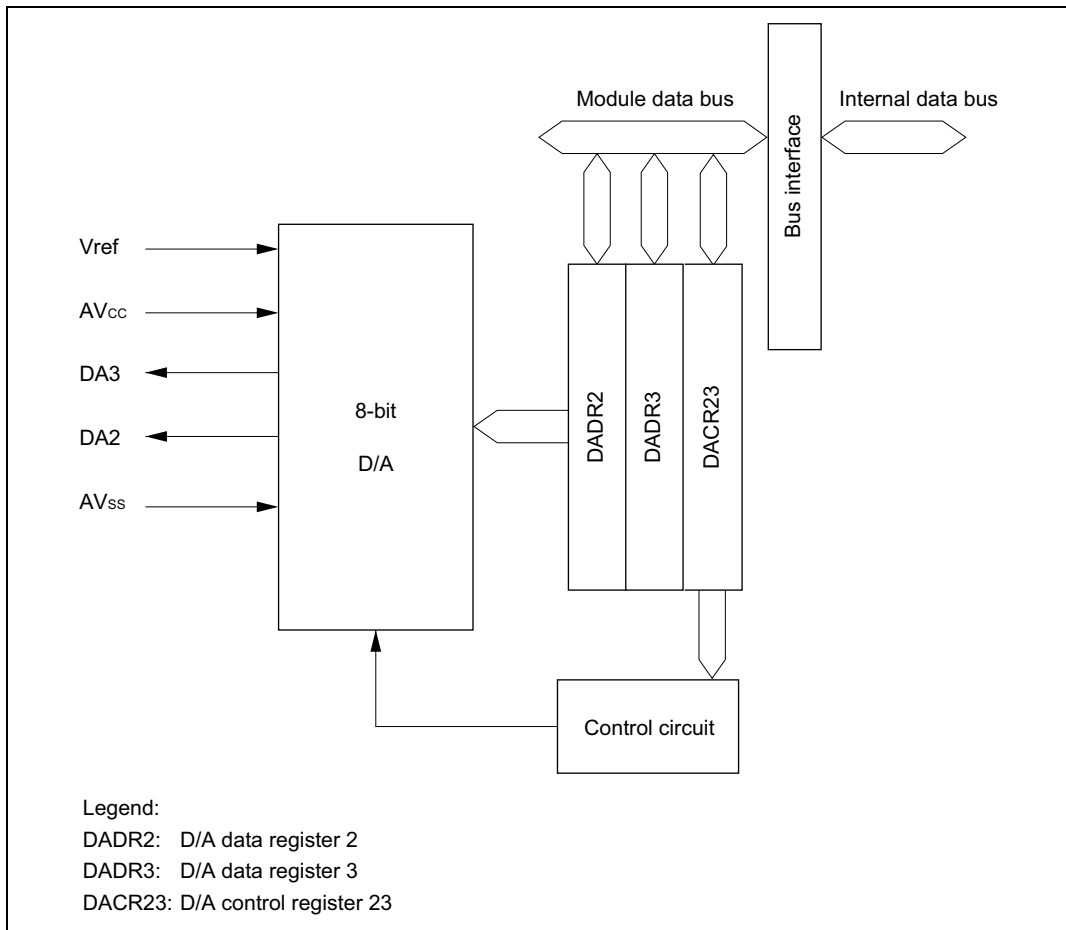 Module data bus
Internal data bus
Bus interface
Vref
AVCC
DA3
DA2
AVSS
8-bit
D/A
DADR2
DADR3
DACR23
Control circuit
Legend:
DADR2: D/A data register 2
DADR3: D/A data register 3
DACR23: D/A control register 23